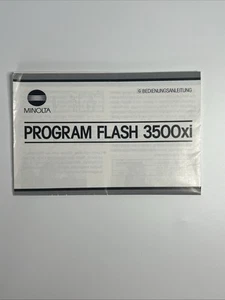 BEDIENUNGSANLEITUNG
MINOLTA
PROGRAM FLASH 3500xi